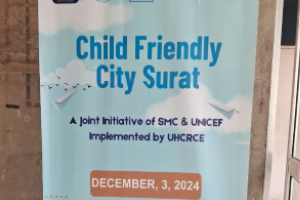 Child Friendly
City Surat
A Joint Initiative of SMC & UNICEF
Implemented by UHCRCE
DECEMBER, 3, 2024